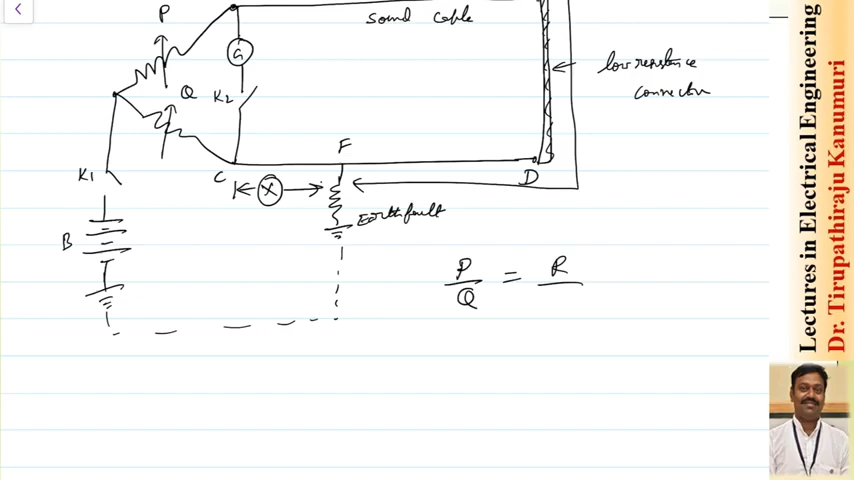 P
sound cable
G
low resistance
connector
Q
K2
F
K1
C
X
D
Earth fault
B
P/Q = R
Lectures in Electrical Engineering
Dr. Tirupathiraju Kanumuri